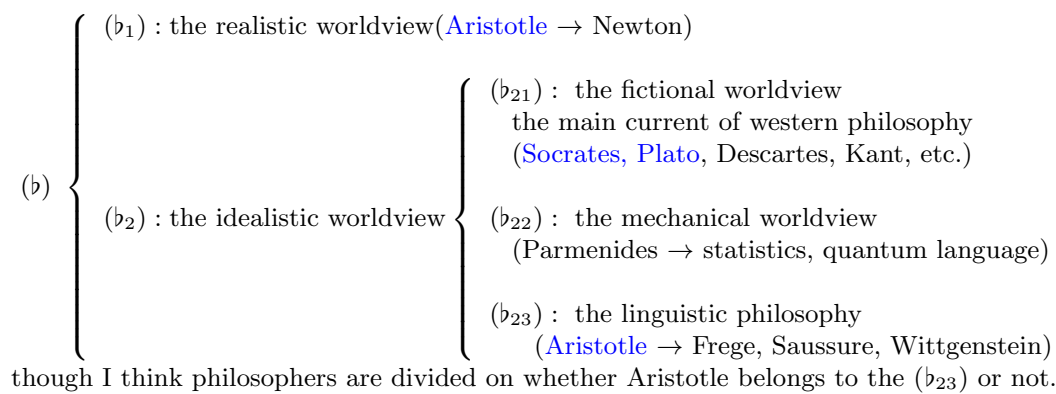 (♭₁) : the realistic worldview(Aristotle → Newton)
(♭₂₁) : the fictional worldview
the main current of western philosophy
(Socrates, Plato, Descartes, Kant, etc.)
(♭)
(♭₂) : the idealistic worldview
(♭₂₂) : the mechanical worldview
(Parmenides → statistics, quantum language)
(♭₂₃) : the linguistic philosophy
(Aristotle → Frege, Saussure, Wittgenstein)
though I think philosophers are divided on whether Aristotle belongs to the (♭₂₃) or not.